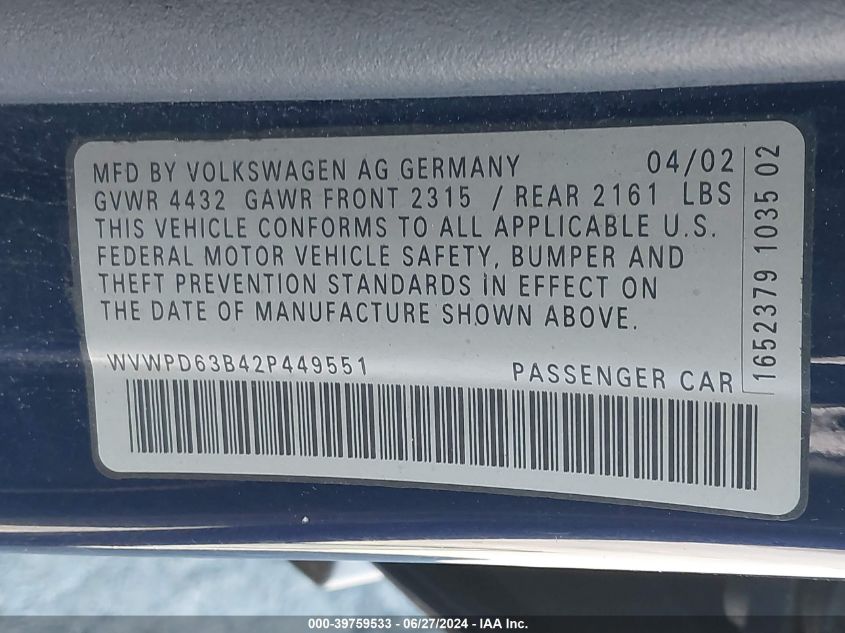 MFD BY VOLKSWAGEN AG GERMANY 04/02
GVWR 4432 GAWR FRONT 2315 / REAR 2161 LBS
THIS VEHICLE CONFORMS TO ALL APPLICABLE U.S.
FEDERAL MOTOR VEHICLE SAFETY, BUMPER AND
THEFT PREVENTION STANDARDS IN EFFECT ON
THE DATE OF MANUFACTURE SHOWN ABOVE.
WVWPD63B42P449551 PASSENGER CAR
1652379 1035 02
000-39759533 - 06/27/2024 - IAA Inc.